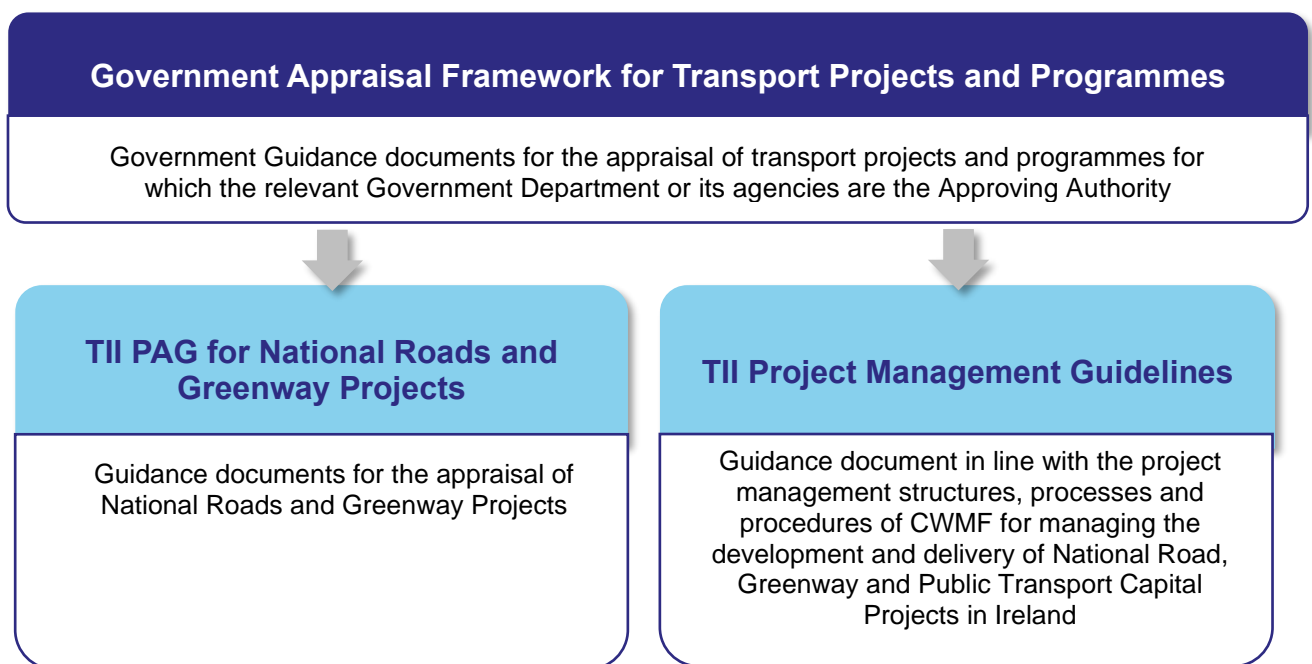 Government Appraisal Framework for Transport Projects and Programmes
Government Guidance documents for the appraisal of transport projects and programmes for
which the relevant Government Department or its agencies are the Approving Authority
TII PAG for National Roads and
Greenway Projects
Guidance documents for the appraisal of
National Roads and Greenway Projects
TII Project Management Guidelines
Guidance document in line with the project
management structures, processes and
procedures of CWMF for managing the
development and delivery of National Road,
Greenway and Public Transport Capital
Projects in Ireland